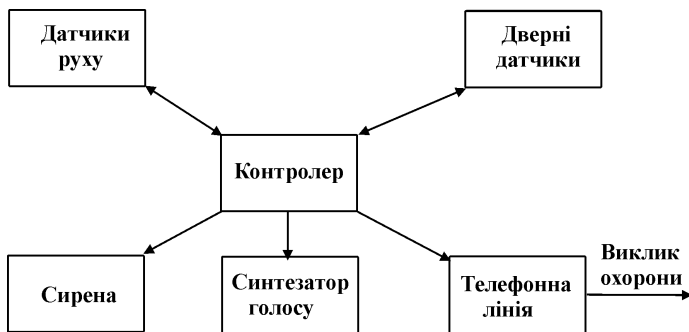 Датчики
руху
Дверні
датчики
Контролер
Сирена
Синтезатор
голосу
Телефонна
лінія
Виклик
охорони